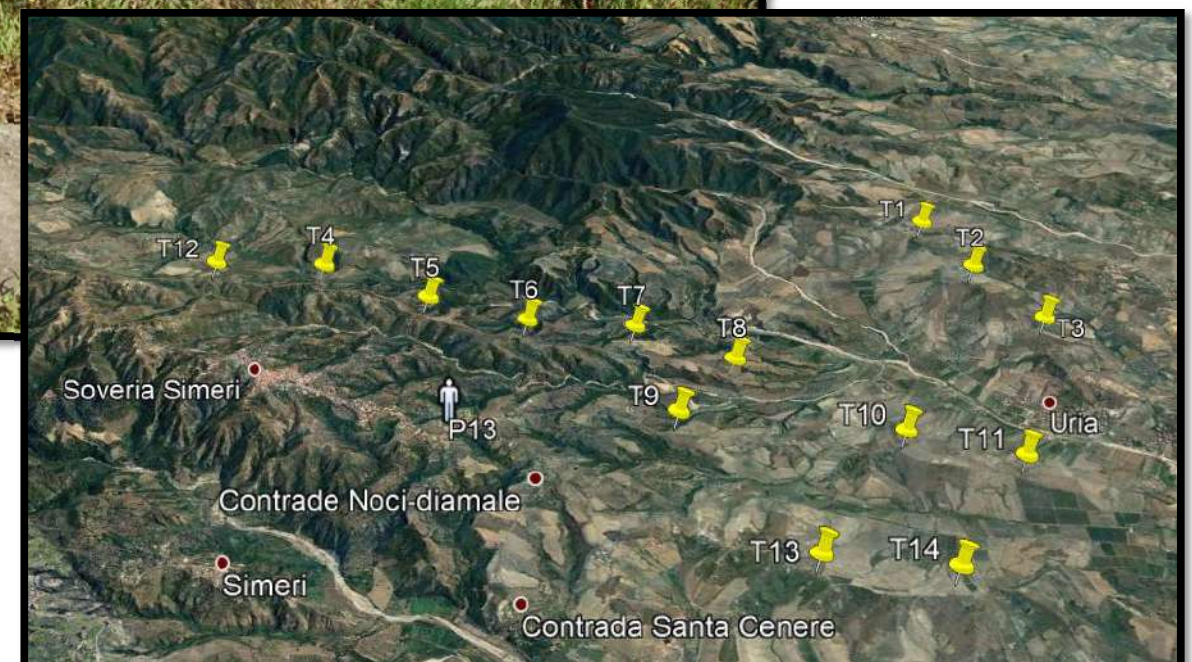 T1
T2
T3
T12
T4
T5
T6
T7
T8
T9
T10
T11
Uria
Soveria Simeri
P13
Contrade Noci-diamale
T13
T14
Simeri
Contrada Santa Cenere